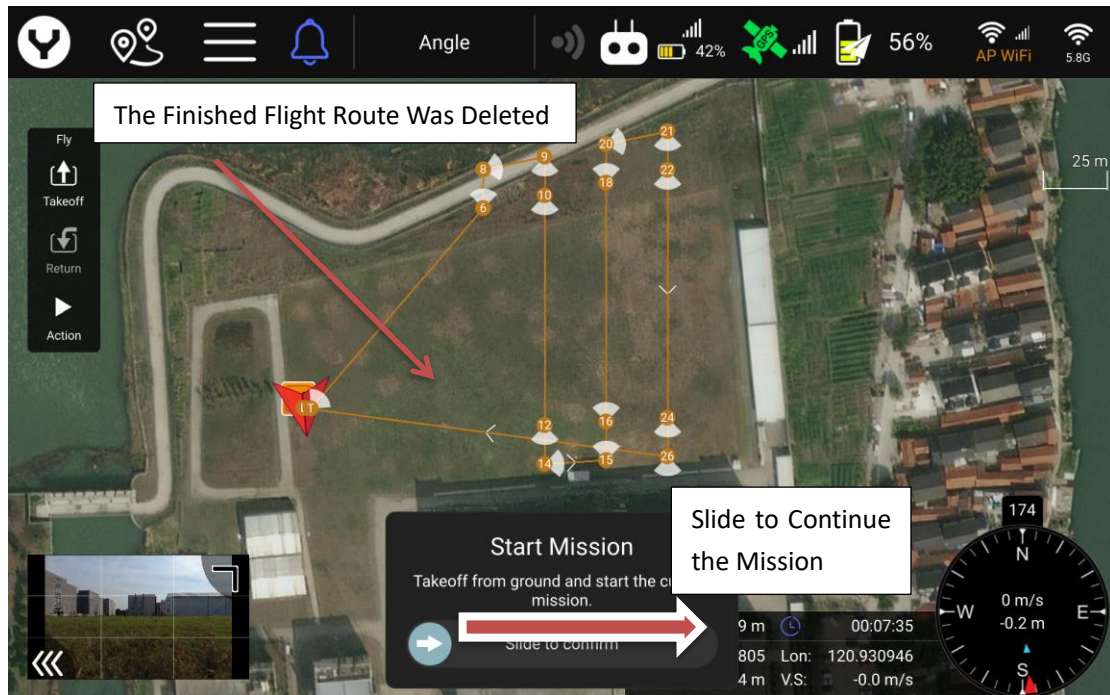 Angle
GPS
42%
56%
AP WiFi
5.8G
The Finished Flight Route Was Deleted
Fly
Takeoff
Return
Action
21
20
9
8
22
18
10
6
25 m
L T
12
16
24
14
15
26
Start Mission
Takeoff from ground and start the cu
mission.
Slide to confirm
Slide to Continue
the Mission
9 m 00:07:35
805 Lon: 120.930946
4 m V.S: -0.0 m/s
174
N
W
0 m/s
-0.2 m
E
S